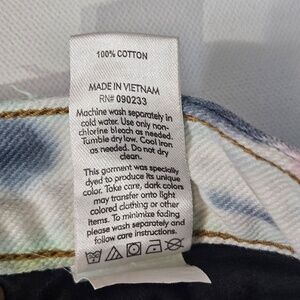 100% COTTON
MADE IN VIETNAM
RN# 090233
Machine wash separately in
cold water. Use only non-
chlorine bleach as needed.
Tumble dry low. Cool iron
as needed. Do not dry
clean.
This garment was specially
dyed to produce its unique
color. Take care, dark colors
may transfer onto light
colored clothing or other
items. To minimize fading
please wash separately and
follow care instructions.